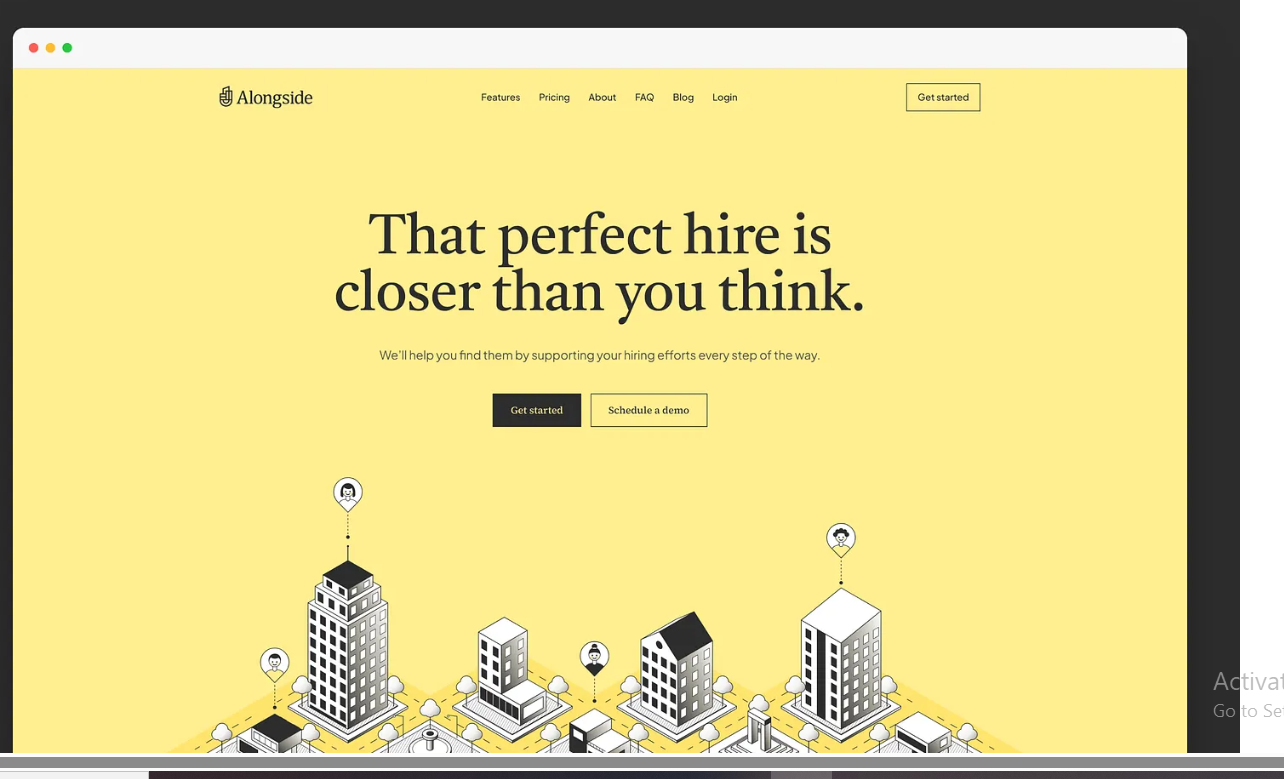 Alongside
Features Pricing About FAQ Blog Login
Get started
That perfect hire is
closer than you think.
We'll help you find them by supporting your hiring efforts every step of the way.
Get started
Schedule a demo
Go to